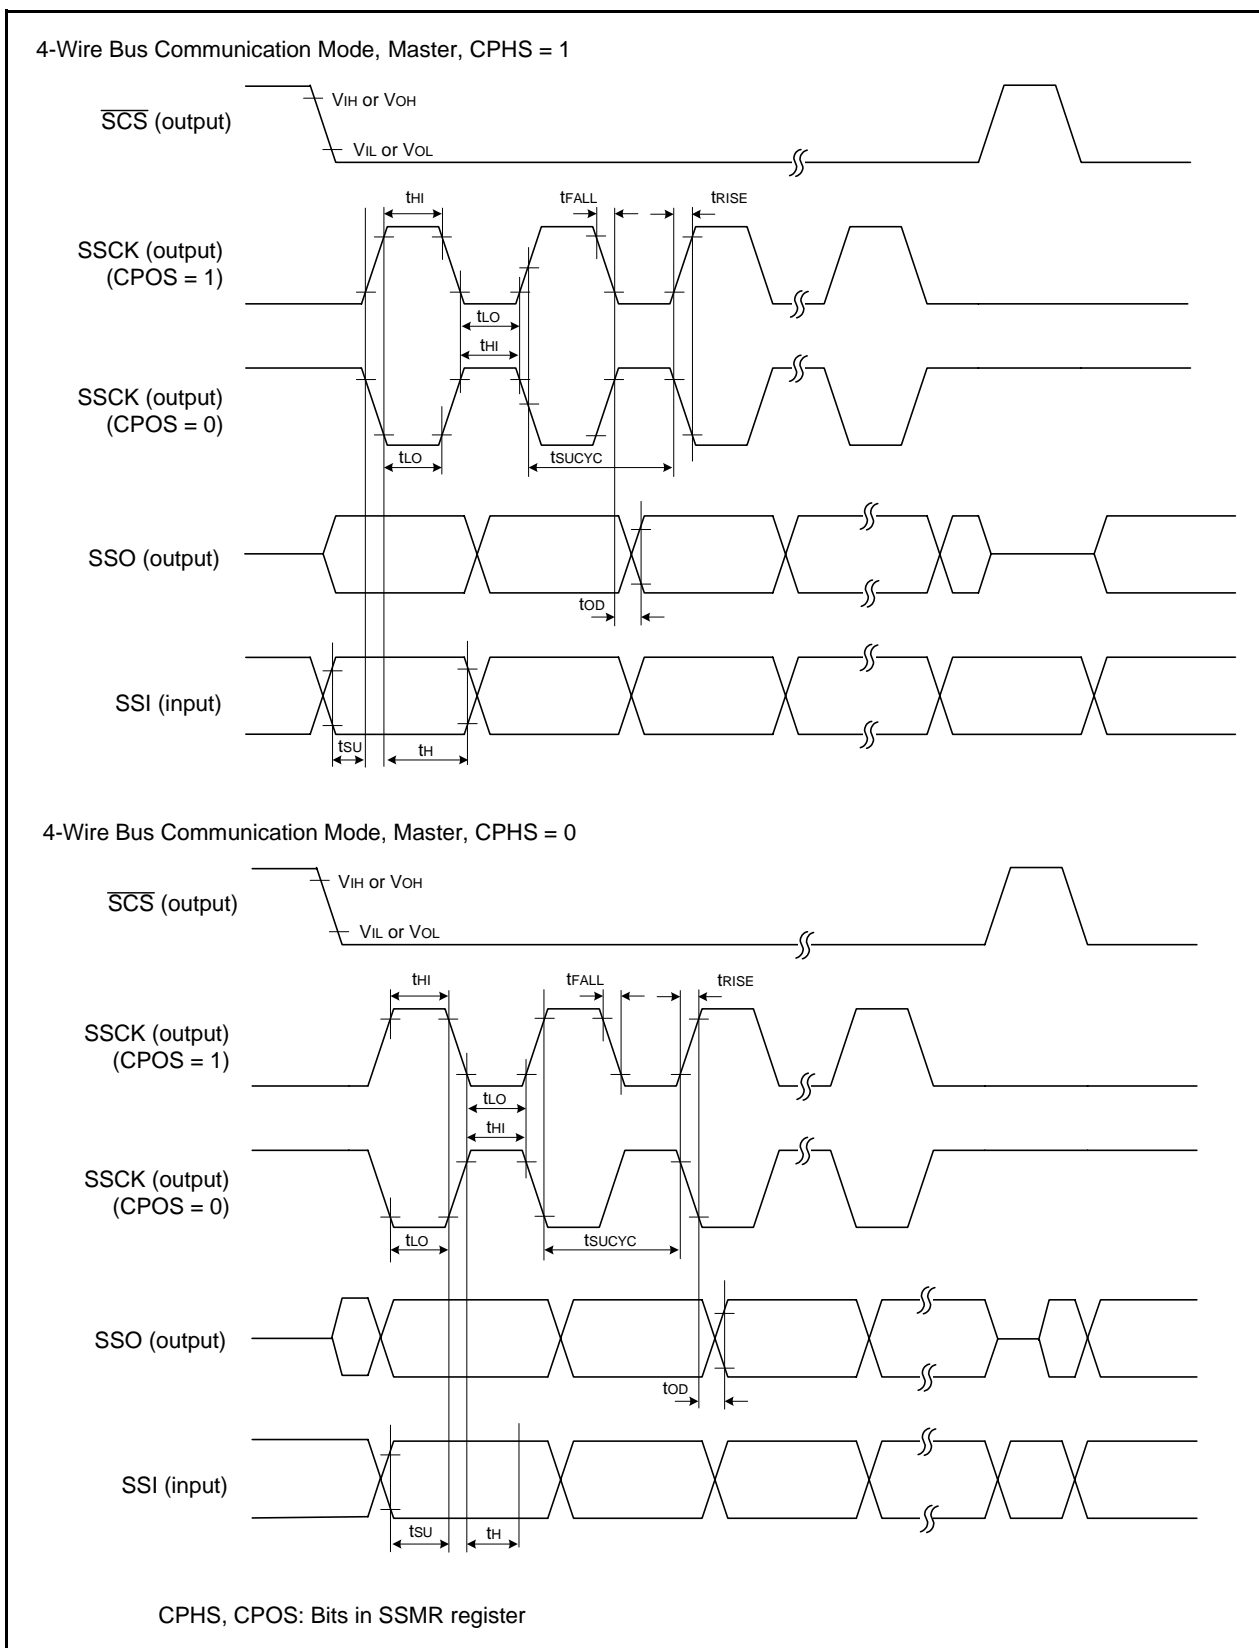 4-Wire Bus Communication Mode, Master, CPHS = 1
VIH or VOH
SCS (output)
VIL or VOL
tHI
tFALL
tRISE
SSCK (output)
(CPOS = 1)
tLO
tHI
SSCK (output)
(CPOS = 0)
tLO
tSUCYC
SSO (output)
tOD
SSI (input)
tSU
tH
4-Wire Bus Communication Mode, Master, CPHS = 0
VIH or VOH
SCS (output)
VIL or VOL
tHI
tFALL
tRISE
SSCK (output)
(CPOS = 1)
tLO
tHI
SSCK (output)
(CPOS = 0)
tLO
tSUCYC
SSO (output)
tOD
SSI (input)
tSU
tH
CPHS, CPOS: Bits in SSMR register